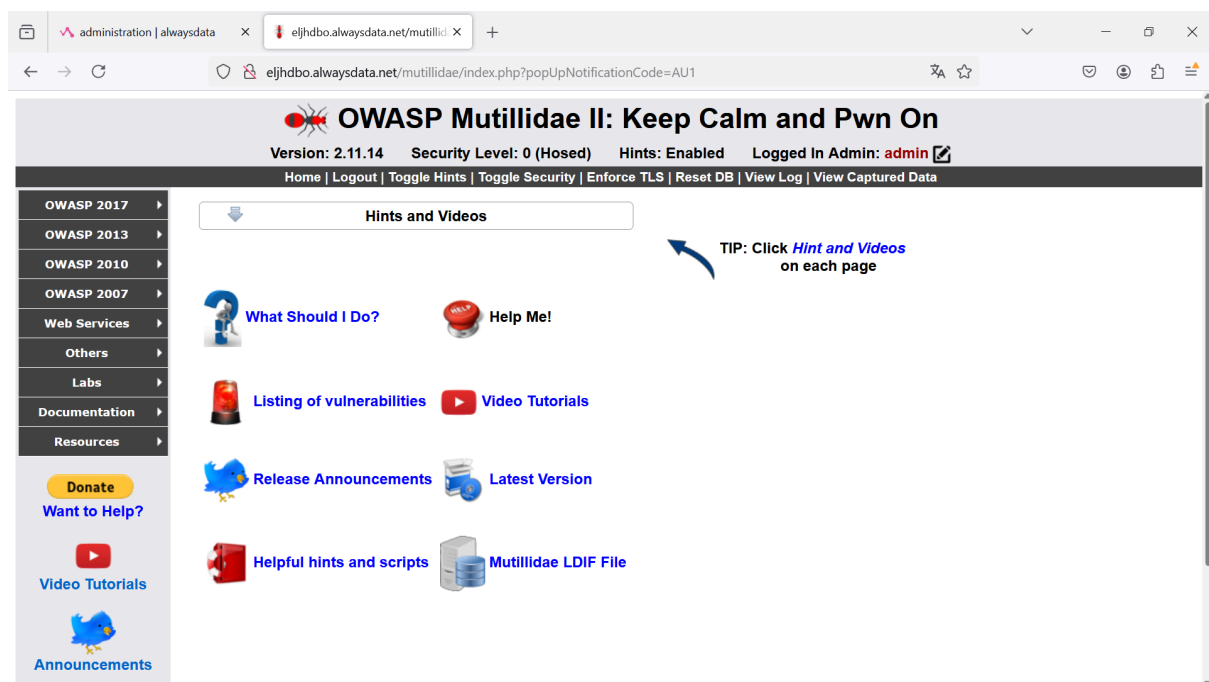 administration | alwaysdata
eljhdbo.alwaysdata.net/mutillid
eljhdbo.alwaysdata.net/mutillidae/index.php?popUpNotificationCode=AU1
OWASP Mutillidae II: Keep Calm and Pwn On
Version: 2.11.14 Security Level: 0 (Hosed) Hints: Enabled Logged In Admin: admin
Home | Logout | Toggle Hints | Toggle Security | Enforce TLS | Reset DB | View Log | View Captured Data
OWASP 2017
OWASP 2013
OWASP 2010
OWASP 2007
Web Services
Others
Labs
Documentation
Resources
Donate
Want to Help?
Video Tutorials
Announcements
Hints and Videos
TIP: Click Hint and Videos
on each page
What Should I Do?
HELP
Help Me!
Listing of vulnerabilities
Video Tutorials
Release Announcements
Latest Version
Helpful hints and scripts
Mutillidae LDIF File